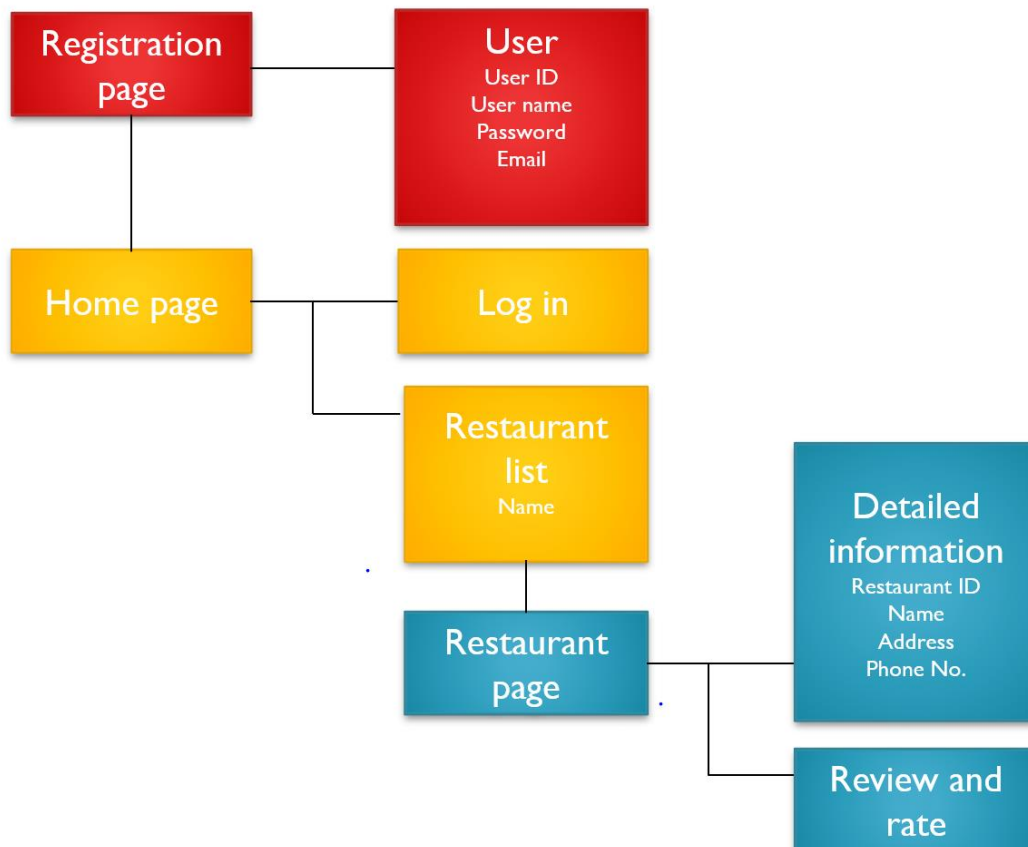 Registration
page
User
User ID
User name
Password
Email
Home page
Log in
Restaurant
list
Name
Restaurant
page
Detailed
information
Restaurant ID
Name
Address
Phone No.
Review and
rate